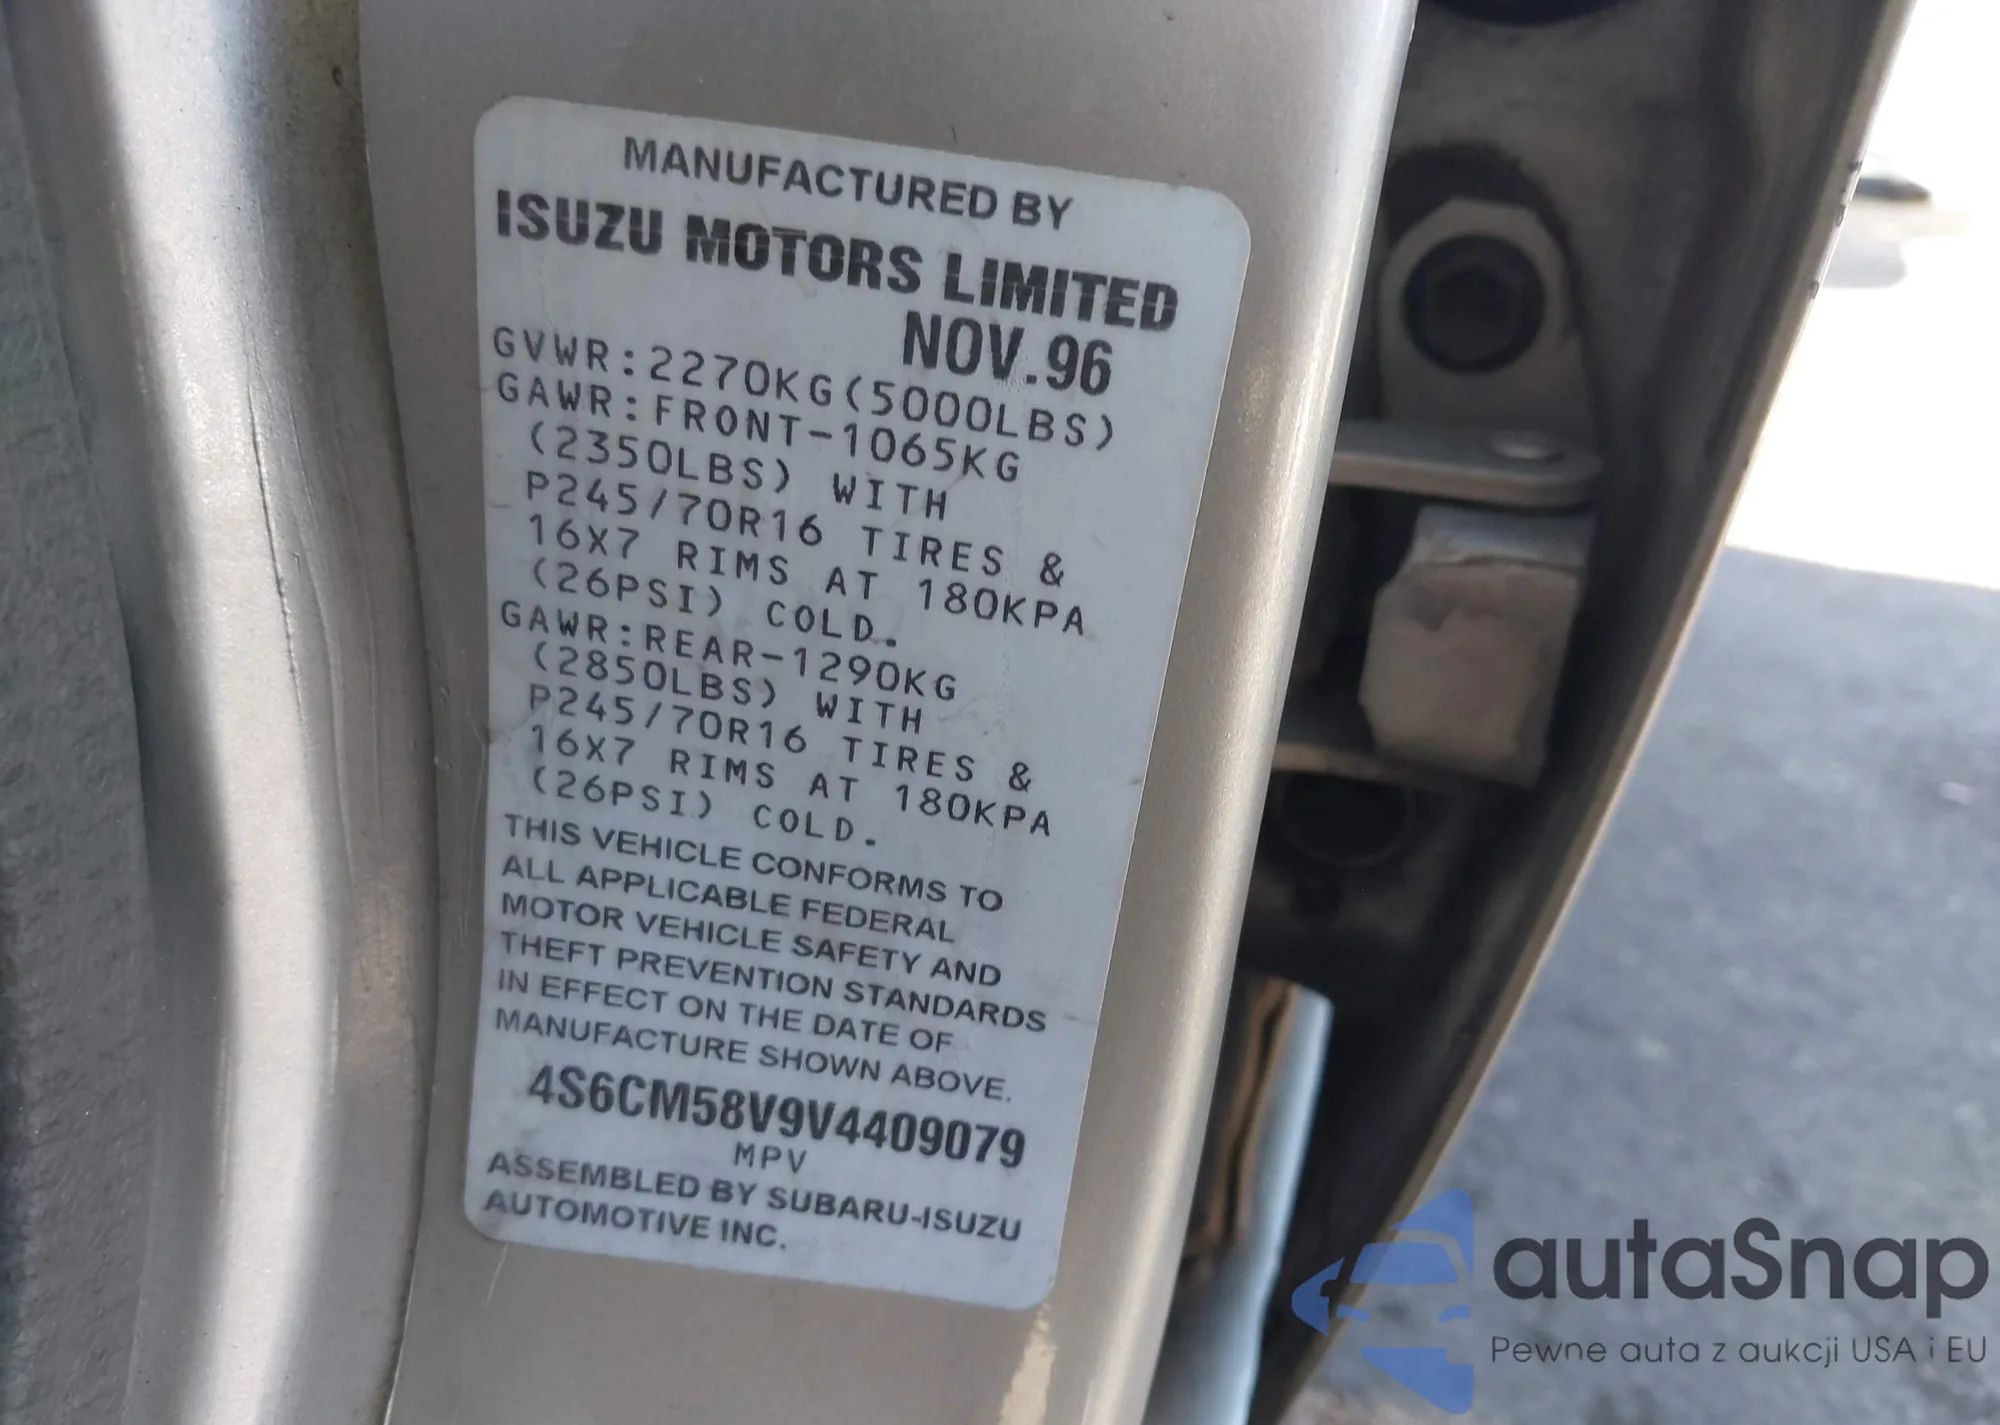 MANUFACTURED BY
ISUZU MOTORS LIMITED
NOV.96
GVWR:2270KG(5000LBS)
GAWR:FRONT-1065KG
(2350LBS) WITH
P245/70R16 TIRES &
16X7 RIMS AT 180KPA
(26PSI) COLD.
GAWR:REAR-1290KG
(2850LBS) WITH
P245/70R16 TIRES &
16X7 RIMS AT 180KPA
(26PSI) COLD.
THIS VEHICLE CONFORMS TO
ALL APPLICABLE FEDERAL
MOTOR VEHICLE SAFETY AND
THEFT PREVENTION STANDARDS
IN EFFECT ON THE DATE OF
MANUFACTURE SHOWN ABOVE.
4S6CM58V9V4409079
MPV
ASSEMBLED BY SUBARU-ISUZU
AUTOMOTIVE INC.
autaSnap
Pewne auta z aukcji USA i EU